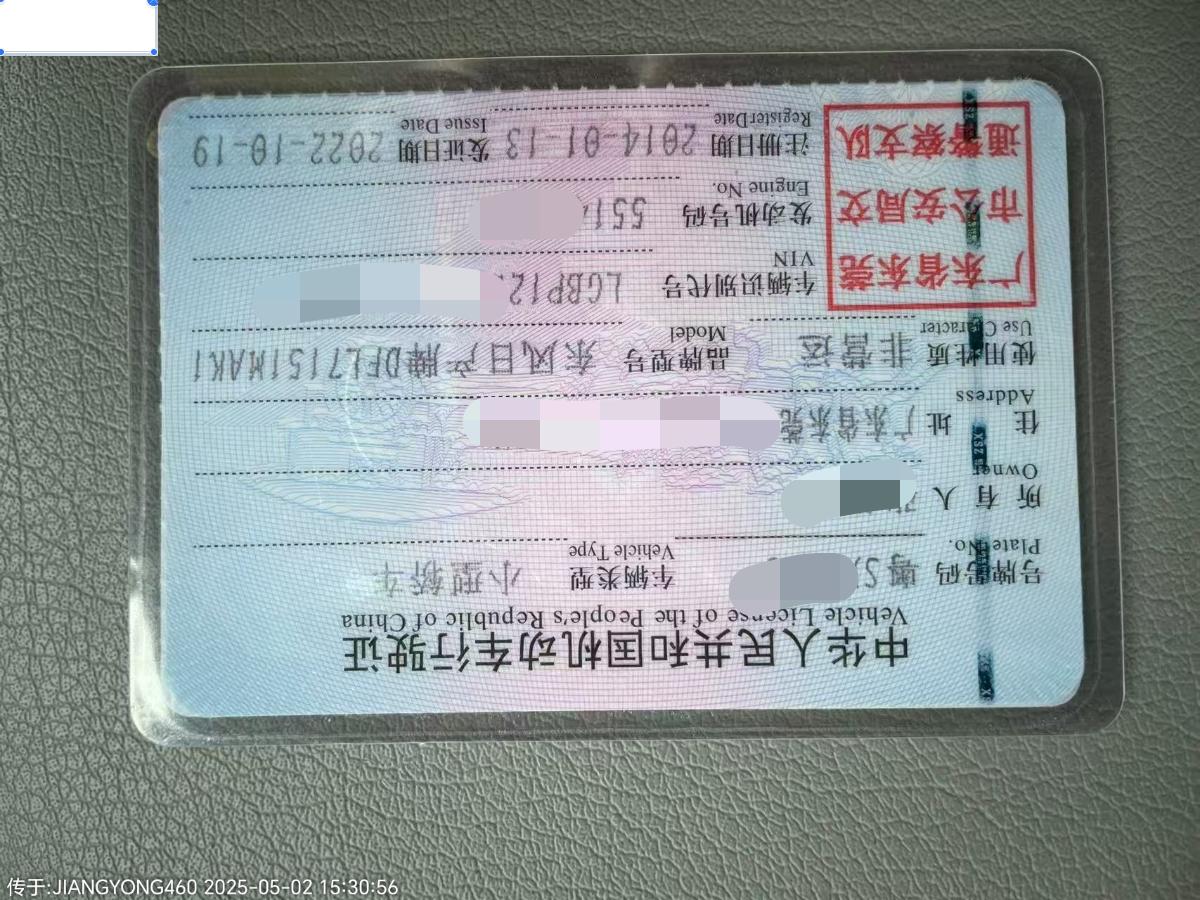 中华人民共和国机动车行驶证
Vehicle License of the People's Republic of China
号牌号码 粤S
Plate No.
车辆类型 小型轿车
Vehicle Type
所有人
Owner
住址 广东省东莞
Address
使用性质 非营运
Use Character
品牌型号 东风日产牌DFL7151MAK1
Model
广东省东莞
市公安局交
通警察支队
车辆识别代号 LGBP12
VIN
发动机号码 551
Engine No.
注册日期 2014-01-13
Register Date
发证日期 2022-10-19
Issue Date
传于:JIANGYONG460 2025-05-02 15:30:56